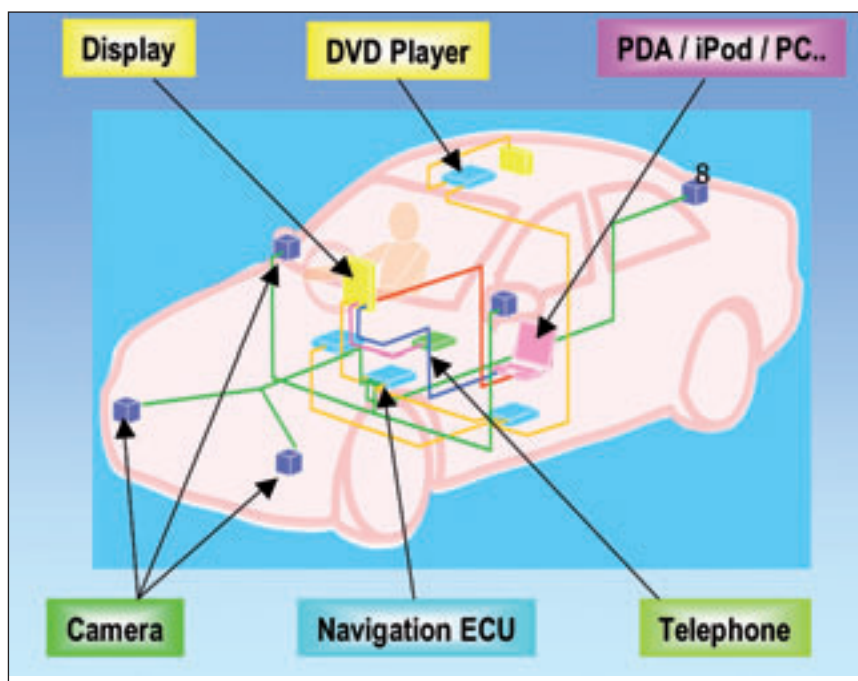 Display
DVD Player
PDA / iPod / PC..
8
Camera
Navigation ECU
Telephone